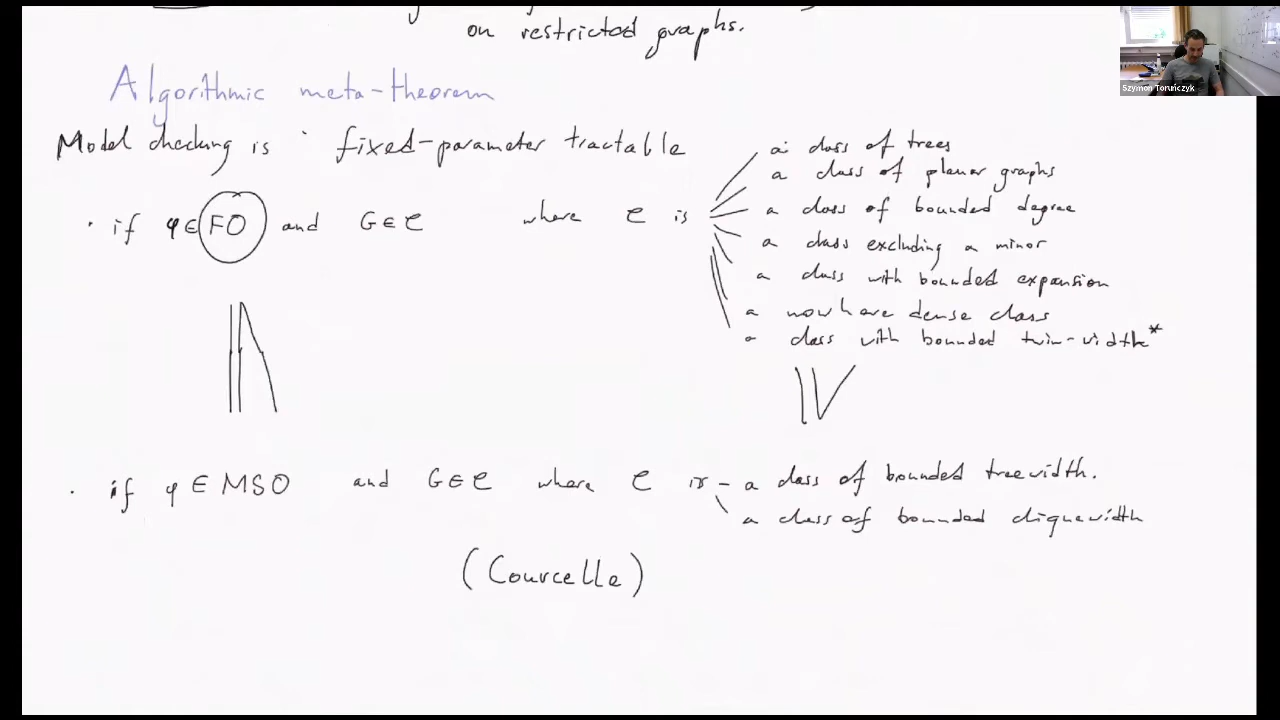 on restricted graphs.
Szymon Toruńczyk
Algorithmic meta-theorem
Model checking is fixed-parameter tractable
· if φ ∈ FO and G ∈ C where C is
a class of trees
a class of planar graphs
a class of bounded degree
a class excluding a minor
a class with bounded expansion
a nowhere dense class
a class with bounded twin-width*
· if φ ∈ MSO and G ∈ C where C is - a class of bounded treewidth.
a class of bounded cliquewidth
(Courcelle)